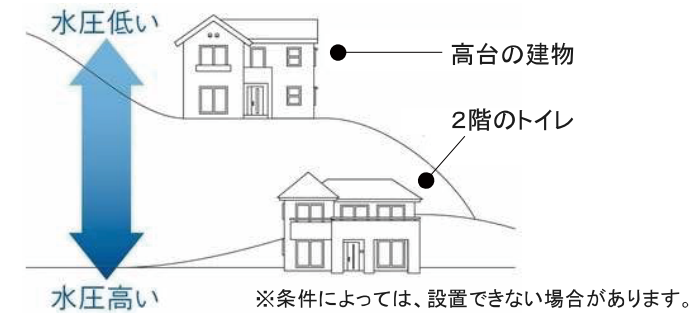 水圧低い
高台の建物
2階のトイレ
水圧高い
※条件によっては、設置できない場合があります。